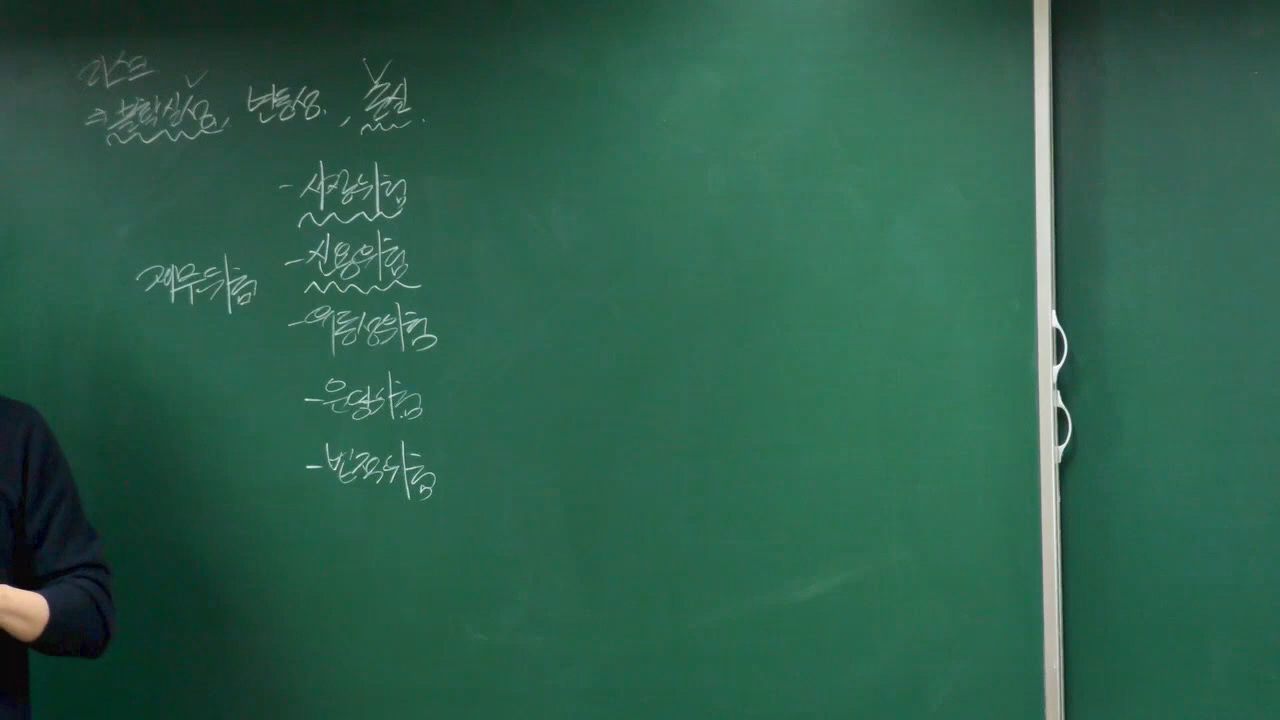 리스크
⇒ 불확실성, 변동성, 손실.
- 시장위험
- 신용위험
재무위험
- 유동성위험
- 운영위험
- 법적위험